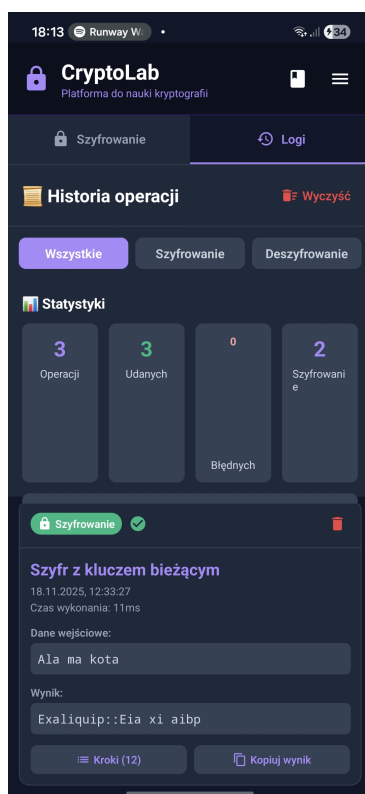 18:13 Runway W 34
CryptoLab
Platforma do nauki kryptografii
Szyfrowanie Logi
Historia operacji Wyczyść
Wszystkie Szyfrowanie Deszyfrowanie
Statystyki
3 3 0 2
Operacji Udanych Błędnych Szyfrowani
e
Szyfrowanie
Szyfr z kluczem bieżącym
18.11.2025, 12:33:27
Czas wykonania: 11ms
Dane wejściowe:
Ala ma kota
Wynik:
Exaliquip::Eia xi aibp
Kroki (12) Kopiuj wynik